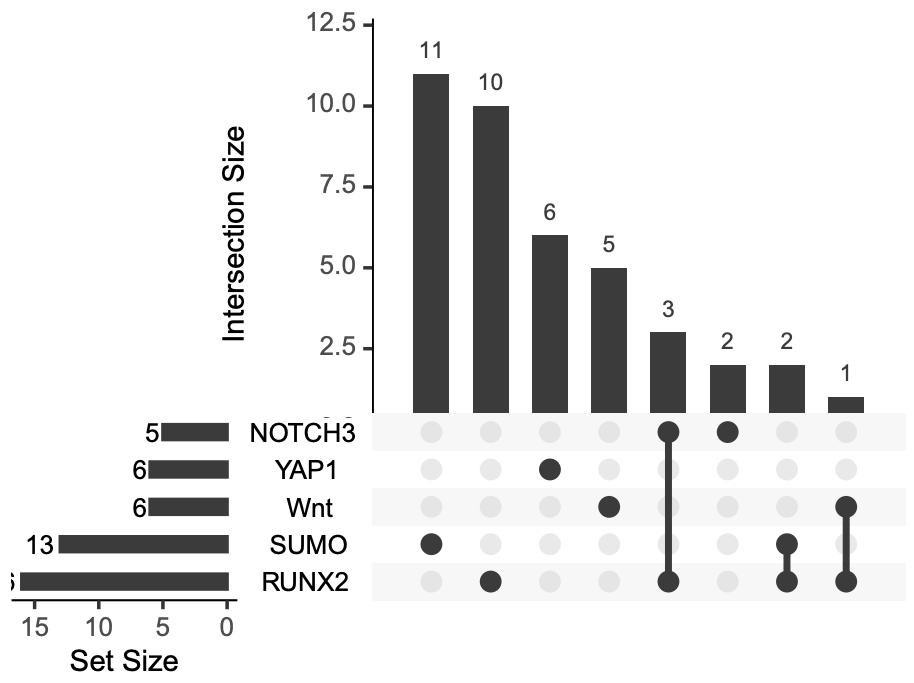 12.5
10.0
7.5
5.0
2.5
Intersection Size
11
10
6
5
3
2
2
1
5 NOTCH3
6 YAP1
6 Wnt
13 SUMO
RUNX2
15 10 5 0
Set Size